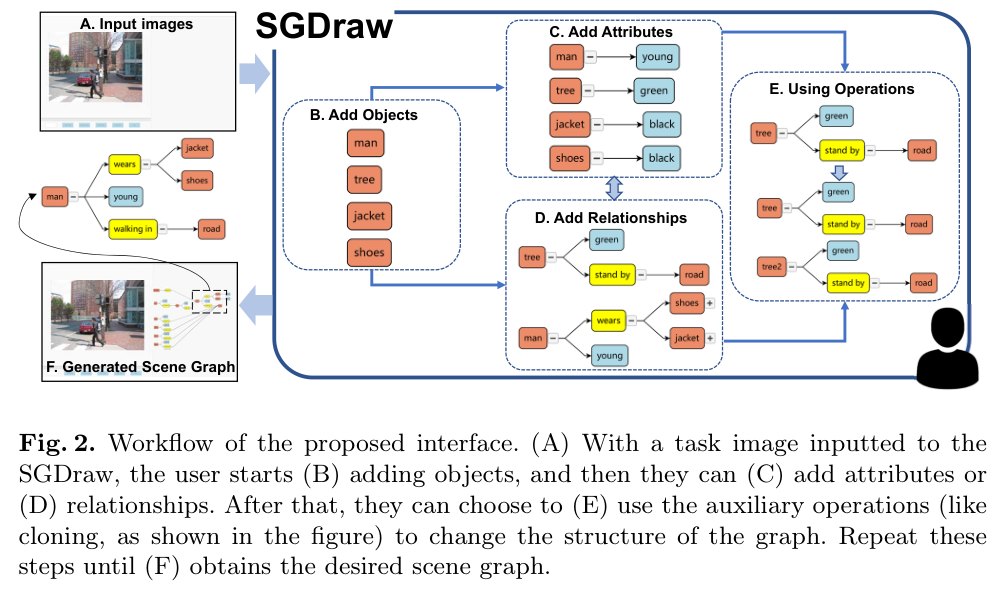 A. Input images
SGDraw
C. Add Attributes
man
young
tree
green
jacket
black
shoes
black
B. Add Objects
man
tree
jacket
shoes
D. Add Relationships
tree
green
stand by
road
man
wears
shoes
jacket
young
E. Using Operations
tree
green
stand by
road
tree
green
stand by
road
tree2
green
stand by
road
man
wears
jacket
shoes
young
walking in
road
F. Generated Scene Graph
Fig. 2. Workflow of the proposed interface. (A) With a task image inputted to the
SGDraw, the user starts (B) adding objects, and then they can (C) add attributes or
(D) relationships. After that, they can choose to (E) use the auxiliary operations (like
cloning, as shown in the figure) to change the structure of the graph. Repeat these
steps until (F) obtains the desired scene graph.